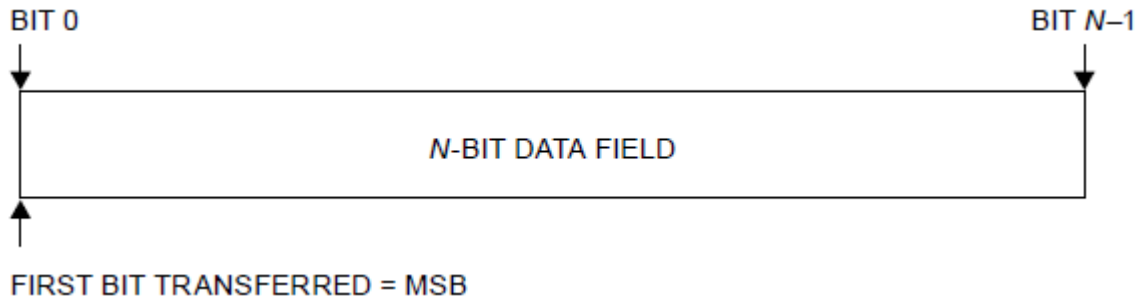 BIT 0
BIT N–1
N-BIT DATA FIELD
FIRST BIT TRANSFERRED = MSB